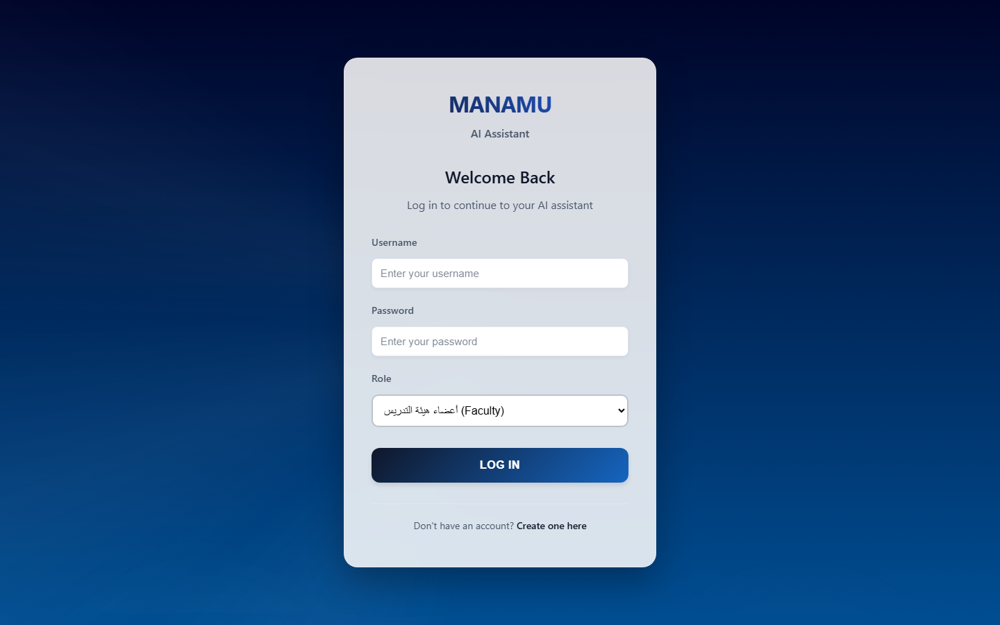 MANAMU
AI Assistant
Welcome Back
Log in to continue to your AI assistant
Username
Enter your username
Password
Enter your password
Role
أعضاء هيئة التدريس (Faculty)
LOG IN
Don't have an account? Create one here